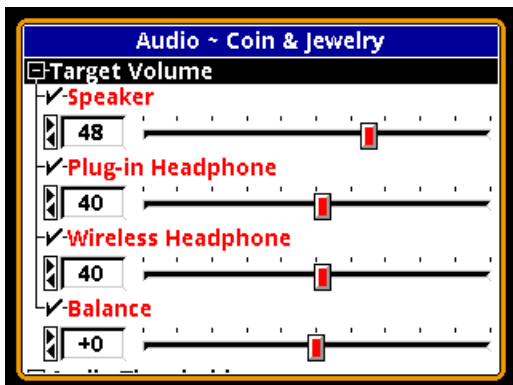 Audio ~ Coin & Jewelry
Target Volume
Speaker
48
Plug-in Headphone
40
Wireless Headphone
40
Balance
+0